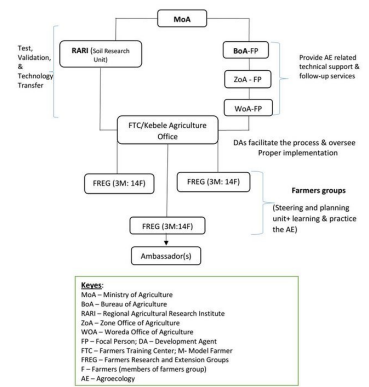 MoA
Test,
Validation,
&
Technology
Transfer
RARI (Soil Research
Unit)
BoA-FP
ZoA - FP
WoA-FP
Provide AE related
technical support &
follow-up services
FTC/Kebele Agriculture
Office
DAs facilitate the process & oversee
Proper implementation
FREG (3M: 14F)
FREG (3M: 14F)
FREG (3M:14F)
Farmers groups
(Steering and planning
unit+ learning & practice
the AE)
Ambassador(s)
Keyes:
MoA – Ministry of Agriculture
BoA – Bureau of Agriculture
RARI – Regional Agricultural Research Institute
ZoA – Zone Office of Agriculture
WOA – Woreda Office of Agriculture
FP – Focal Person; DA – Development Agent
FTC – Farmers Training Center; M- Model Farmer
FREG – Farmers Research and Extension Groups
F – Farmers (members of farmers group)
AE – Agroecology